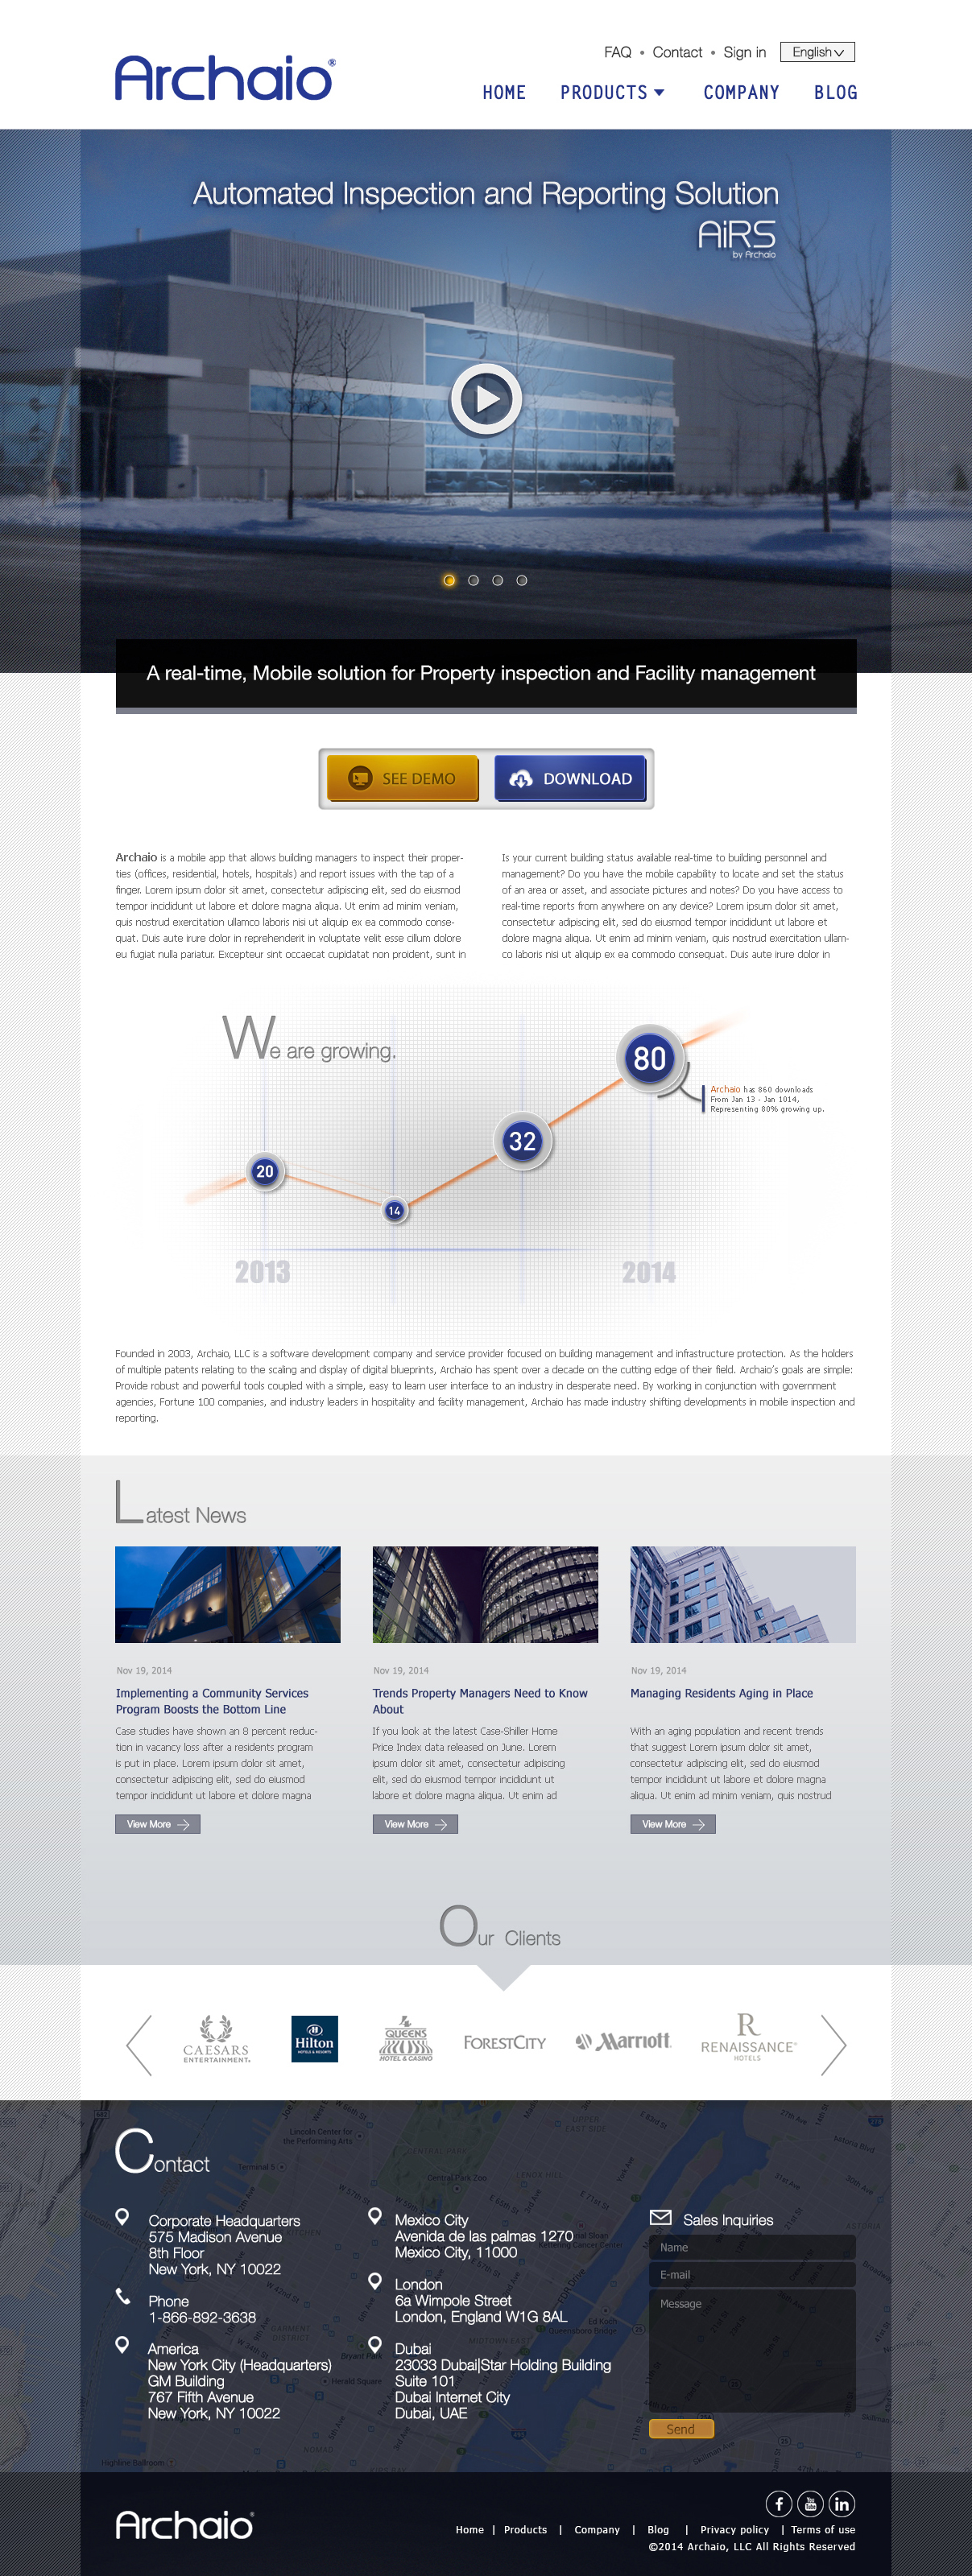 Archaio®
FAQ • Contact • Sign in English
HOME PRODUCTS COMPANY BLOG
Automated Inspection and Reporting Solution
AiRS
by Archaio
A real-time, Mobile solution for Property inspection and Facility management
SEE DEMO
DOWNLOAD
Archaio is a mobile app that allows building managers to inspect their proper-
ties (offices, residential, hotels, hospitals) and report issues with the tap of a
finger. Lorem ipsum dolor sit amet, consectetur adipiscing elit, sed do eiusmod
tempor incididunt ut labore et dolore magna aliqua. Ut enim ad minim veniam,
quis nostrud exercitation ullamco laboris nisi ut aliquip ex ea commodo conse-
quat. Duis aute irure dolor in reprehenderit in voluptate velit esse cillum dolore
eu fugiat nulla pariatur. Excepteur sint occaecat cupidatat non proident, sunt in
Is your current building status available real-time to building personnel and
management? Do you have the mobile capability to locate and set the status
of an area or asset, and associate pictures and notes? Do you have access to
real-time reports from anywhere on any device? Lorem ipsum dolor sit amet,
consectetur adipiscing elit, sed do eiusmod tempor incididunt ut labore et
dolore magna aliqua. Ut enim ad minim veniam, quis nostrud exercitation ullam-
co laboris nisi ut aliquip ex ea commodo consequat. Duis aute irure dolor in
We are growing.
80
Archaio has 860 downloads
From Jan 13 - Jan 1014,
Representing 80% growing up.
32
20
14
2013
2014
Founded in 2003, Archaio, LLC is a software development company and service provider focused on building management and infrastructure protection. As the holders
of multiple patents relating to the scaling and display of digital blueprints, Archaio has spent over a decade on the cutting edge of their field. Archaio's goals are simple:
Provide robust and powerful tools coupled with a simple, easy to learn user interface to an industry in desperate need. By working in conjunction with government
agencies, Fortune 100 companies, and industry leaders in hospitality and facility management, Archaio has made industry shifting developments in mobile inspection and
reporting.
Latest News
Nov 19, 2014
Implementing a Community Services
Program Boosts the Bottom Line
Case studies have shown an 8 percent reduc-
tion in vacancy loss after a residents program
is put in place. Lorem ipsum dolor sit amet,
consectetur adipiscing elit, sed do eiusmod
tempor incididunt ut labore et dolore magna
View More
Nov 19, 2014
Trends Property Managers Need to Know
About
If you look at the latest Case-Shiller Home
Price Index data released on June. Lorem
ipsum dolor sit amet, consectetur adipiscing
elit, sed do eiusmod tempor incididunt ut
labore et dolore magna aliqua. Ut enim ad
View More
Nov 19, 2014
Managing Residents Aging in Place
With an aging population and recent trends
that suggest Lorem ipsum dolor sit amet,
consectetur adipiscing elit, sed do eiusmod
tempor incididunt ut labore et dolore magna
aliqua. Ut enim ad minim veniam, quis nostrud
View More
Our Clients
CAESARS
ENTERTAINMENT
Hilton
HOTELS & RESORTS
QUEENS
HOTEL & CASINO
FORESTCITY
Marriott
R
RENAISSANCE
HOTELS
Contact
Corporate Headquarters
575 Madison Avenue
8th Floor
New York, NY 10022
Phone
1-866-892-3638
America
New York City (Headquarters)
GM Building
767 Fifth Avenue
New York, NY 10022
Mexico City
Avenida de las palmas 1270
Mexico City, 11000
London
6a Wimpole Street
London, England W1G 8AL
Dubai
23033 Dubai|Star Holding Building
Suite 101
Dubai Internet City
Dubai, UAE
Sales Inquiries
Name
E-mail
Message
Send
Archaio®
Home | Products | Company | Blog | Privacy policy | Terms of use
©2014 Archaio, LLC All Rights Reserved